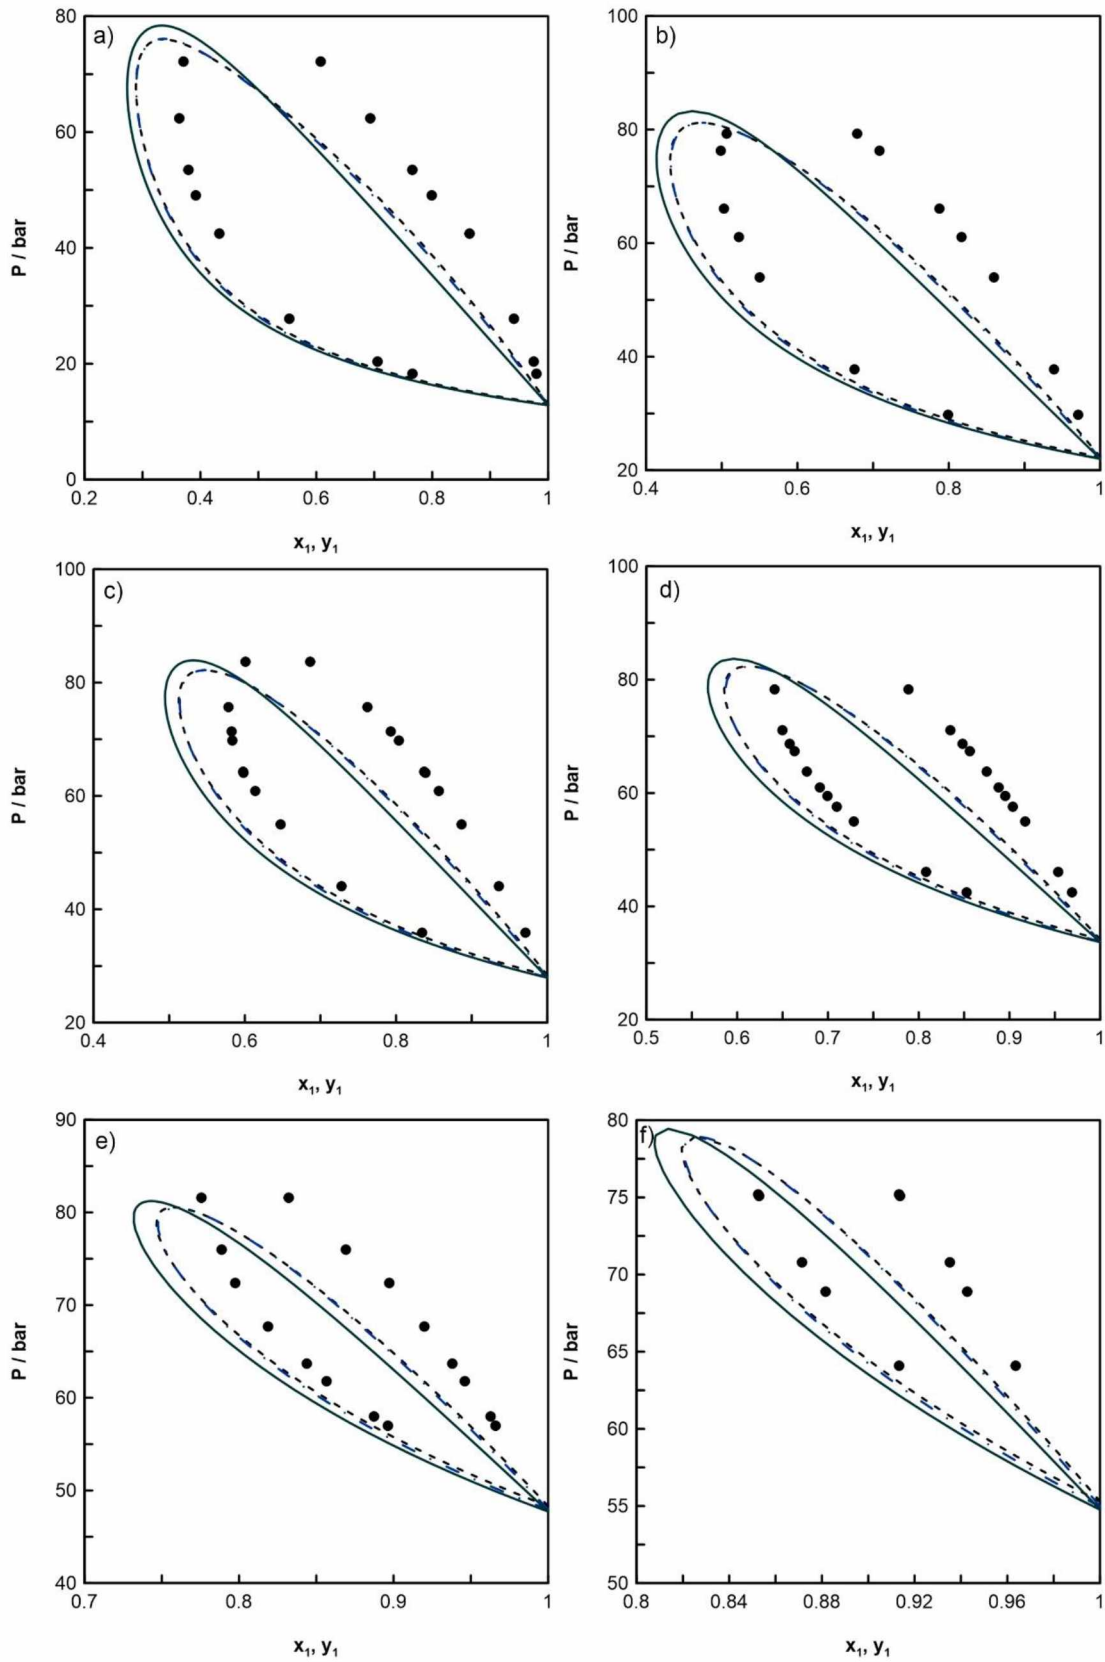 a)
80
60
40
20
0
0.2 0.4 0.6 0.8 1
P / bar
x₁, y₁
b)
100
80
60
40
20
0.4 0.6 0.8 1
P / bar
x₁, y₁
c)
100
80
60
40
20
0.4 0.6 0.8 1
P / bar
x₁, y₁
d)
100
80
60
40
20
0.5 0.6 0.7 0.8 0.9 1
P / bar
x₁, y₁
e)
90
80
70
60
50
40
0.7 0.8 0.9 1
P / bar
x₁, y₁
f)
80
75
70
65
60
55
50
0.8 0.84 0.88 0.92 0.96 1
P / bar
x₁, y₁